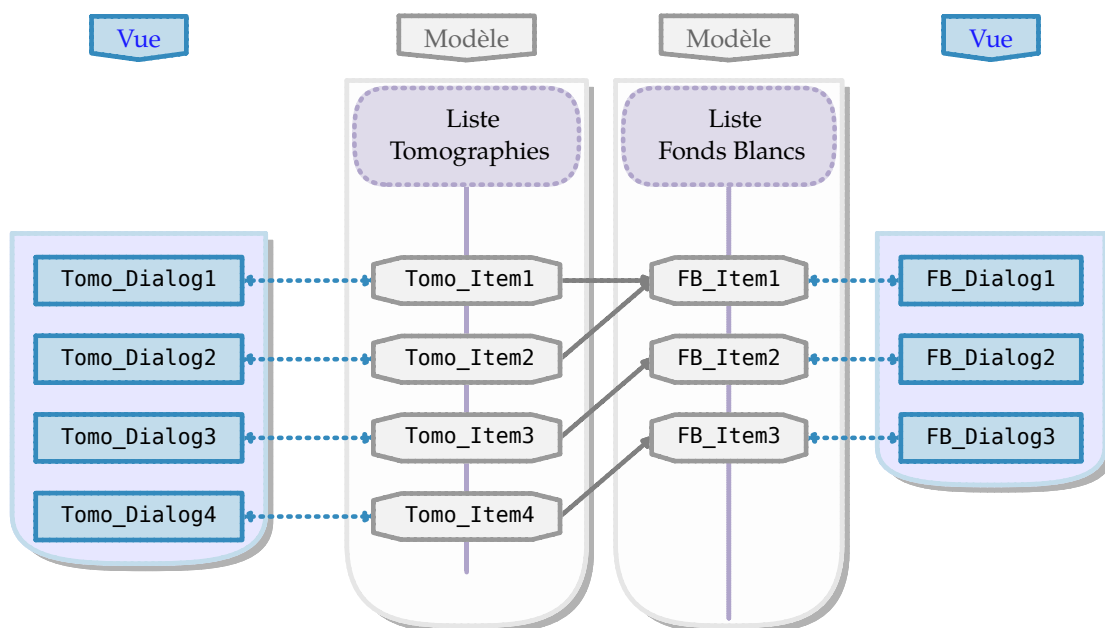 Vue
Modèle
Modèle
Vue
Liste
Tomographies
Liste
Fonds Blancs
Tomo_Dialog1
Tomo_Item1
FB_Item1
FB_Dialog1
Tomo_Dialog2
Tomo_Item2
FB_Item2
FB_Dialog2
Tomo_Dialog3
Tomo_Item3
FB_Item3
FB_Dialog3
Tomo_Dialog4
Tomo_Item4